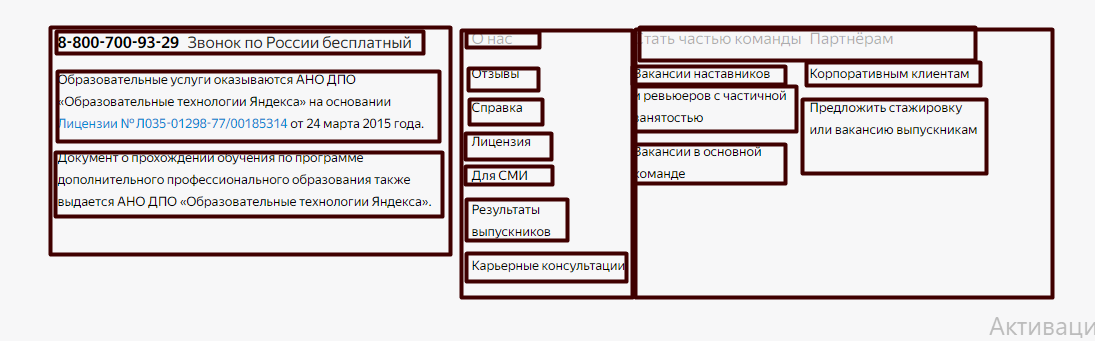 8-800-700-93-29 Звонок по России бесплатный
Образовательные услуги оказываются АНО ДПО
«Образовательные технологии Яндекса» на основании
Лицензии №Л035-01298-77/00185314 от 24 марта 2015 года.
Документ о прохождении обучения по программе
дополнительного профессионального образования также
выдается АНО ДПО «Образовательные технологии Яндекса».
О нас
Отзывы
Справка
Лицензия
Для СМИ
Результаты
выпускников
Карьерные консультации
тать частью команды Партнёрам
Вакансии наставников
и ревьюеров с частичной
занятостью
Вакансии в основной
команде
Корпоративным клиентам
Предложить стажировку
или вакансию выпускникам
Активаци